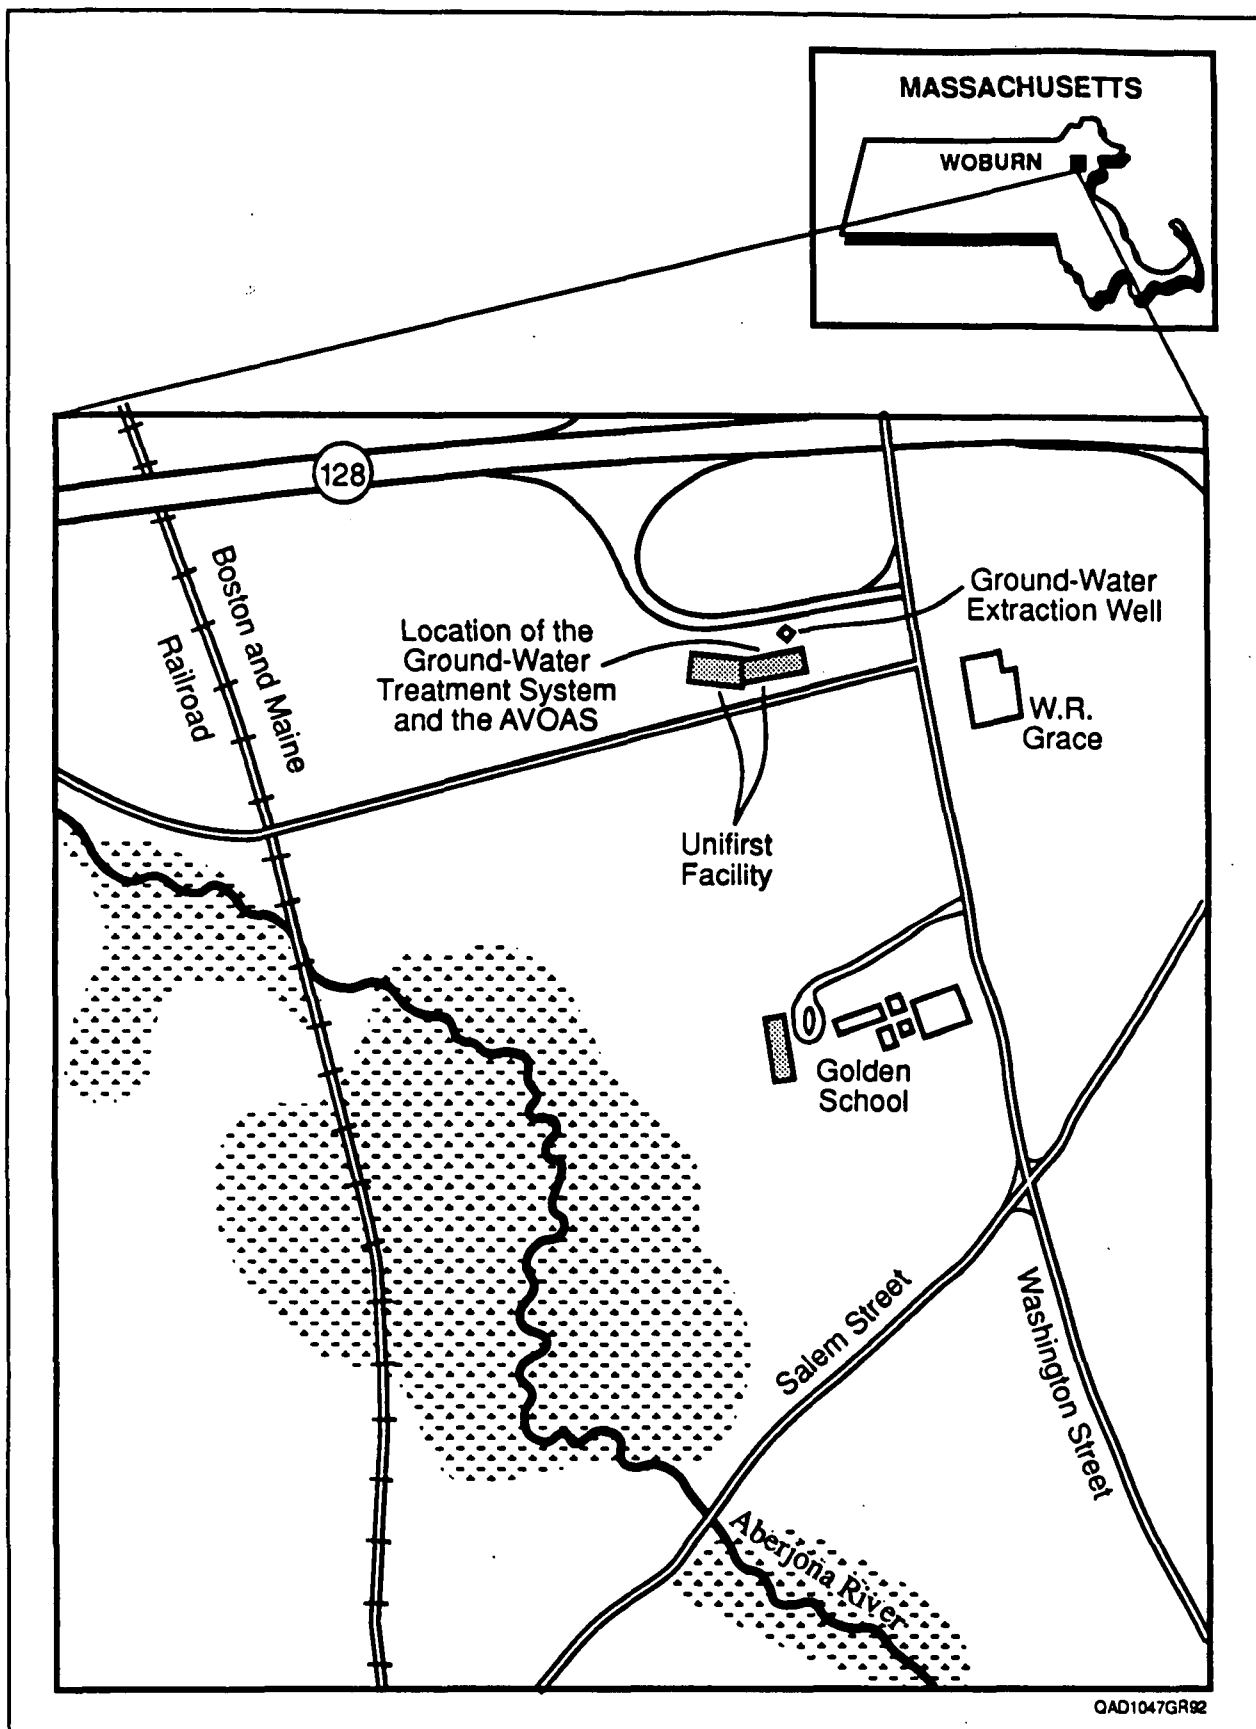 MASSACHUSETTS
WOBURN
128
Boston and Maine
Railroad
Ground-Water
Extraction Well
Location of the
Ground-Water
Treatment System
and the AVOAS
W.R.
Grace
Unifirst
Facility
Golden
School
Salem Street
Washington Street
Aberjona River
QAD1047GR92